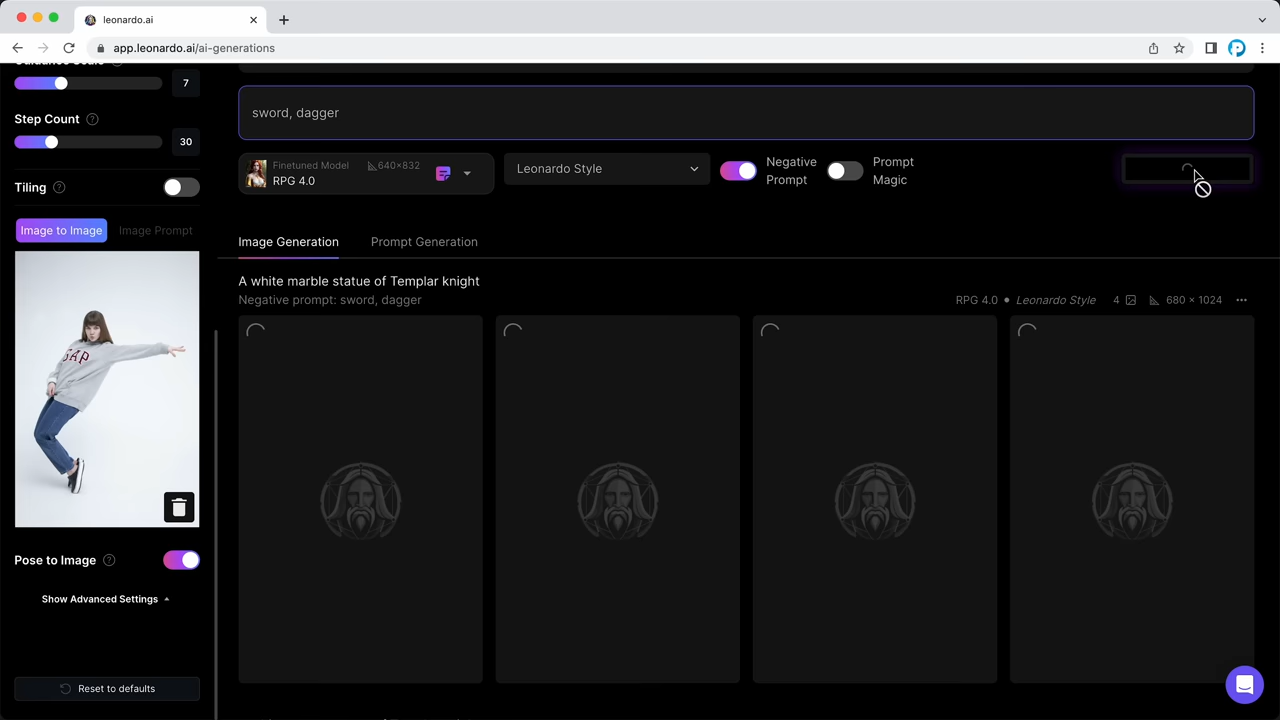 leonardo.ai
app.leonardo.ai/ai-generations
Guidance Scale
7
Step Count
30
Tiling
Image to Image
Image Prompt
GAP
Pose to Image
Show Advanced Settings
Reset to defaults
sword, dagger
Finetuned Model
640×832
RPG 4.0
Leonardo Style
Negative
Prompt
Prompt
Magic
Image Generation
Prompt Generation
A white marble statue of Templar knight
Negative prompt: sword, dagger
RPG 4.0 • Leonardo Style 4 680 × 1024